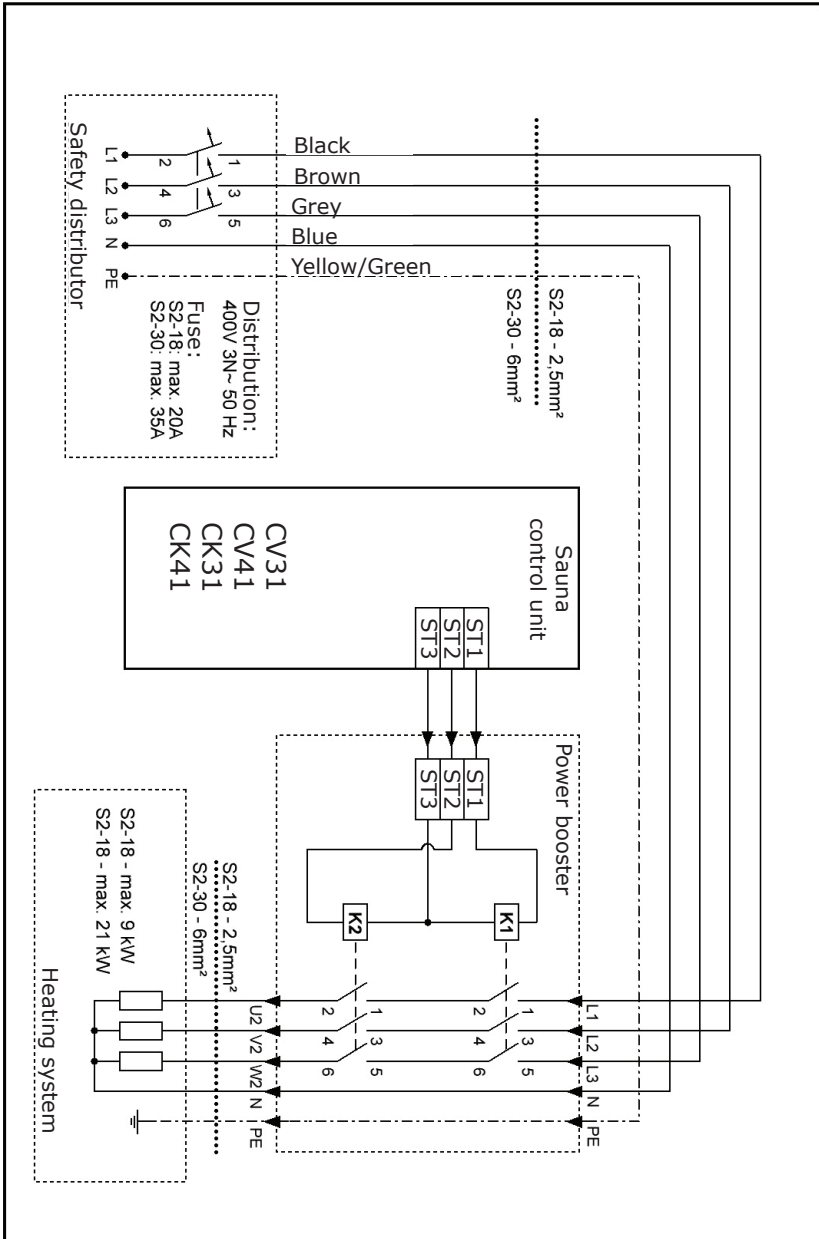 Safety distributor
L1
L2
L3
N
PE
2
4
6
1
3
5
Black
Brown
Grey
Blue
Yellow/Green
Distribution:
400V 3N~ 50 Hz
Fuse:
S2-18: max. 20A
S2-30: max. 35A
S2-18 - 2,5mm²
S2-30 - 6mm²
Sauna
control unit
CV31
CV41
CK31
CK41
ST1
ST2
ST3
Power booster
ST1
ST2
ST3
K1
K2
L1
L2
L3
N
PE
1
3
5
2
4
6
1
3
5
2
4
6
U2
V2
W2
N
PE
S2-18 - 2,5mm²
S2-30 - 6mm²
S2-18 - max. 9 kW
S2-18 - max. 21 kW
Heating system